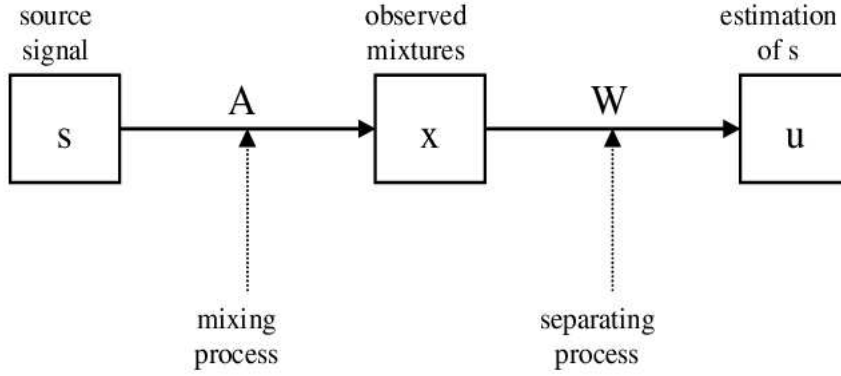 source
signal
observed
mixtures
estimation
of s
s
A
x
W
u
mixing
process
separating
process